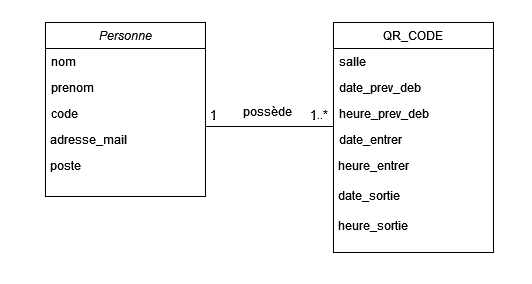 Personne
nom
prenom
code
adresse_mail
poste
1
possède
1..*
QR_CODE
salle
date_prev_deb
heure_prev_deb
date_entrer
heure_entrer
date_sortie
heure_sortie